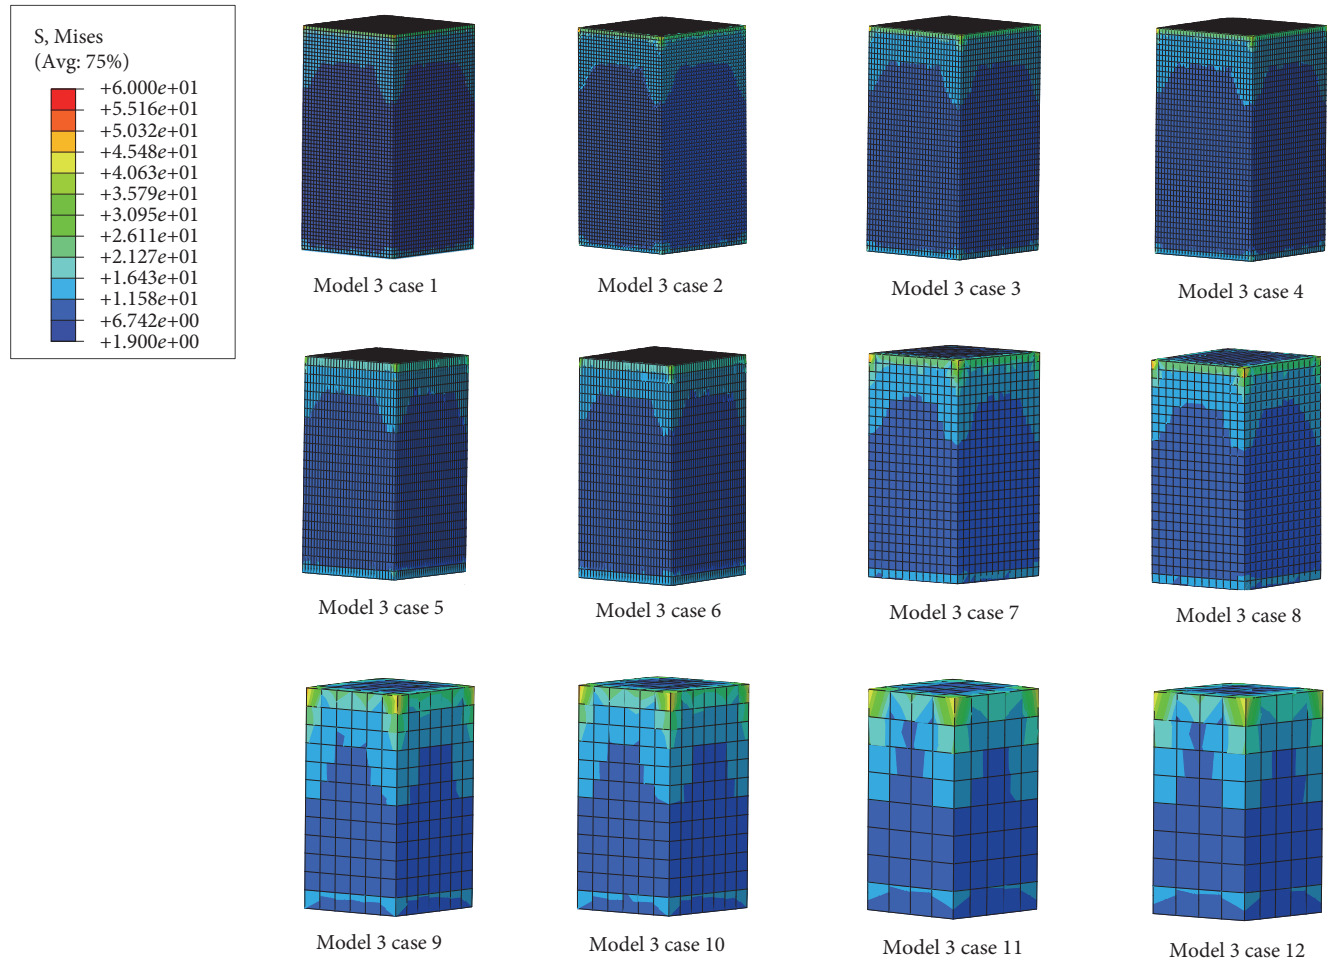 S, Mises
(Avg: 75%)
+6.000e+01
+5.516e+01
+5.032e+01
+4.548e+01
+4.063e+01
+3.579e+01
+3.095e+01
+2.611e+01
+2.127e+01
+1.643e+01
+1.158e+01
+6.742e+00
+1.900e+00
Model 3 case 1
Model 3 case 2
Model 3 case 3
Model 3 case 4
Model 3 case 5
Model 3 case 6
Model 3 case 7
Model 3 case 8
Model 3 case 9
Model 3 case 10
Model 3 case 11
Model 3 case 12